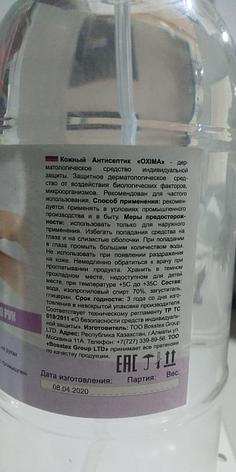 Кожный Антисептик «OXIMA» - дер-
матологическое средство индивидуальной
защиты. Защитное дерматологическое сред-
ство от воздействия биологических факторов,
микроорганизмов. Рекомендован для частого
использования. Способ применения: рекомен-
дуется применять в условиях промышленного
производства и в быту. Меры предосторож-
ности: использовать только для наружного
применения. Избегать попадания средства на
глаза и на слизистые оболочки. При попадании
в глаза промыть большим количеством воды.
Не использовать при появлении раздражения
на коже. Немедленно обратиться к врачу при
проглатывании продукта. Хранить в темном
прохладном месте, недоступном для детей
месте, при температуре +5С до +35С. Состав:
вода, изопропиловый спирт 70%, загуститель,
глицерин. Срок годности: 3 года со дня изго-
товления в невскрытой упаковке производителя.
Соответствует техническому регламенту ТР ТС
019/2011 «О безопасности средств индивидуаль-
ной защиты». Изготовитель: ТОО Bosstex Group
LTD. Адрес: Республика Казахстан, г.Алматы ул.
Москвина 11А. Телефон: +7(727) 339-89-56. ТОО
«Bosstex Group LTD» принимает все претензии
по качеству продукции.
EAC
Дата изготовления: Партия: Вес:
08.04.2020
РУК